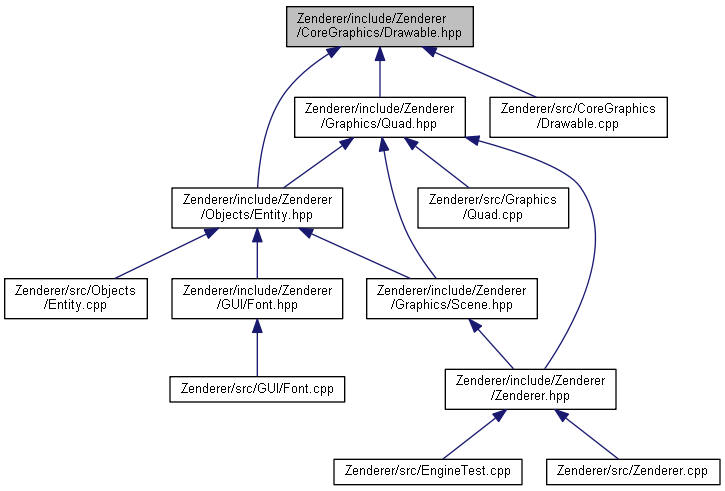 Zenderer/include/Zenderer
/CoreGraphics/Drawable.hpp
Zenderer/include/Zenderer
/Graphics/Quad.hpp
Zenderer/src/CoreGraphics
/Drawable.cpp
Zenderer/include/Zenderer
/Objects/Entity.hpp
Zenderer/src/Graphics
/Quad.cpp
Zenderer/src/Objects
/Entity.cpp
Zenderer/include/Zenderer
/GUI/Font.hpp
Zenderer/include/Zenderer
/Graphics/Scene.hpp
Zenderer/src/GUI/Font.cpp
Zenderer/include/Zenderer
/Zenderer.hpp
Zenderer/src/EngineTest.cpp
Zenderer/src/Zenderer.cpp